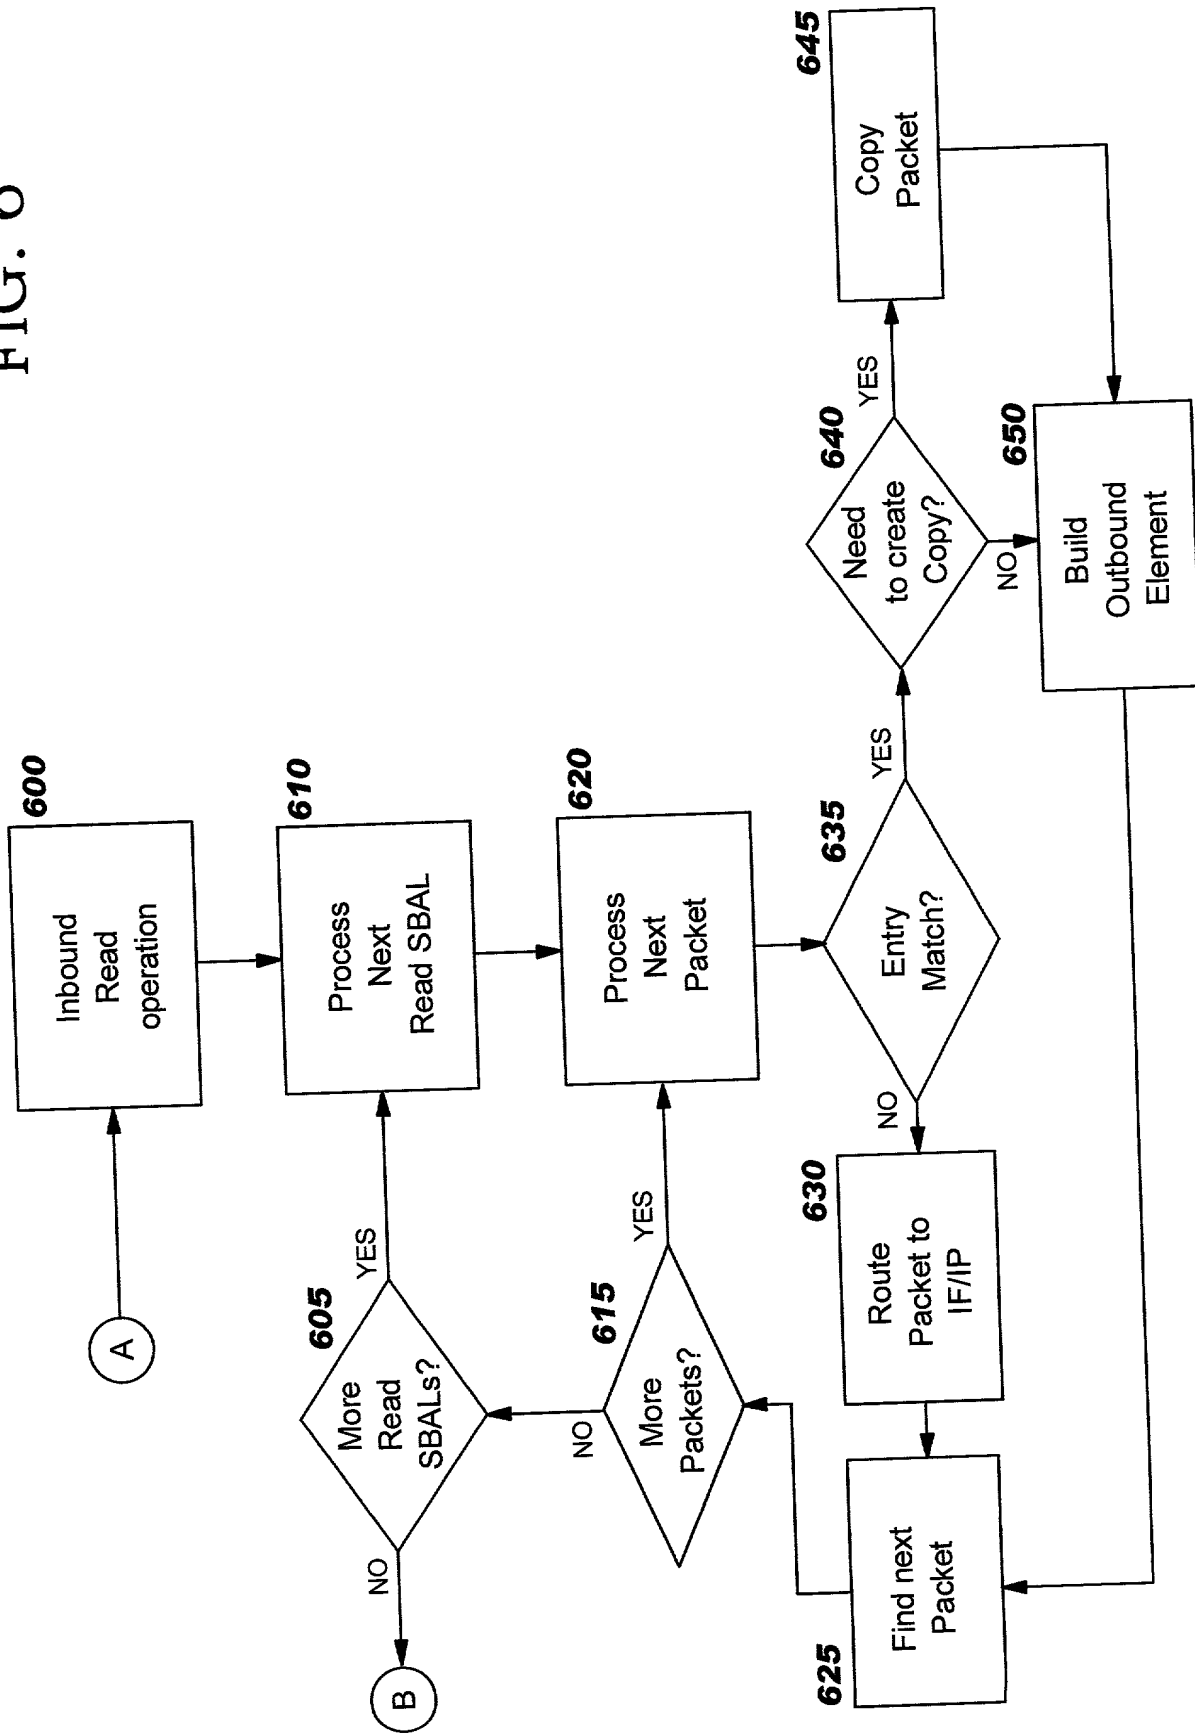 FIG. 6
A
600
Inbound
Read
operation
605
More
Read
SBALs?
YES
NO
B
610
Process
Next
Read SBAL
615
More
Packets?
YES
NO
620
Process
Next
Packet
625
Find next
Packet
630
Route
Packet to
IF/IP
NO
635
Entry
Match?
YES
640
Need
to create
Copy?
YES
NO
645
Copy
Packet
650
Build
Outbound
Element